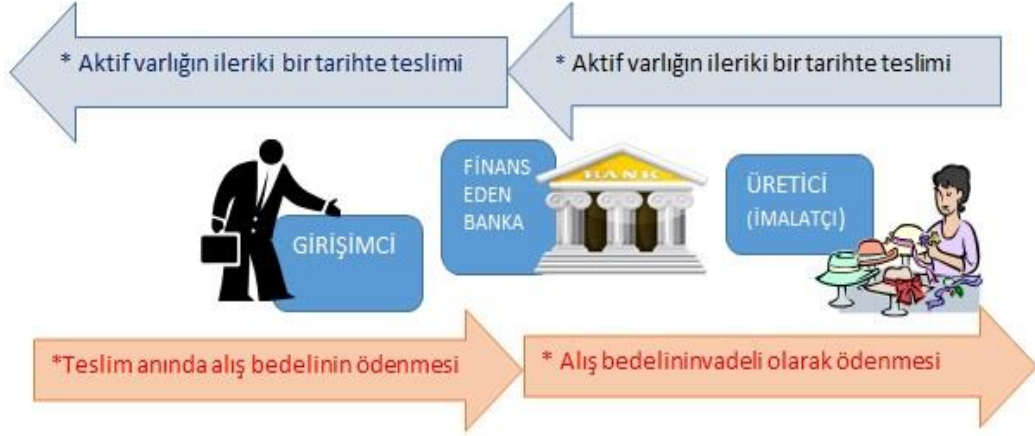 * Aktif varlığın ileriki bir tarihte teslimi
* Aktif varlığın ileriki bir tarihte teslimi
GİRİŞİMCİ
FİNANS
EDEN
BANKA
BANK
ÜRETİCİ
(İMALATÇI)
*Teslim anında alış bedelinin ödenmesi
* Alış bedelininvadeli olarak ödenmesi